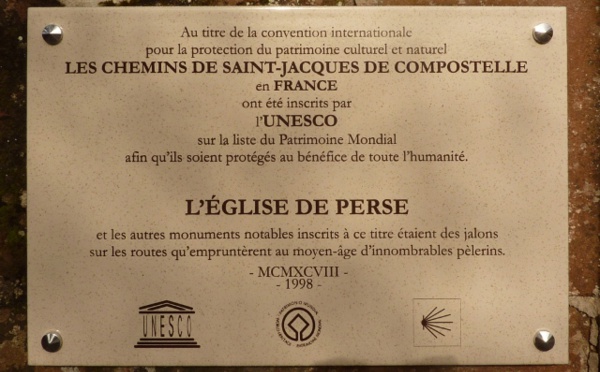 Au titre de la convention internationale
pour la protection du patrimoine culturel et naturel
LES CHEMINS DE SAINT-JACQUES DE COMPOSTELLE
en FRANCE
ont été inscrits par
l'UNESCO
sur la liste du Patrimoine Mondial
afin qu'ils soient protégés au bénéfice de toute l'humanité.
L'ÉGLISE DE PERSE
et les autres monuments notables inscrits à ce titre étaient des jalons
sur les routes qu'empruntèrent au moyen-âge d'innombrables pèlerins.
- MCMXCVIII -
- 1998 -
UNESCO